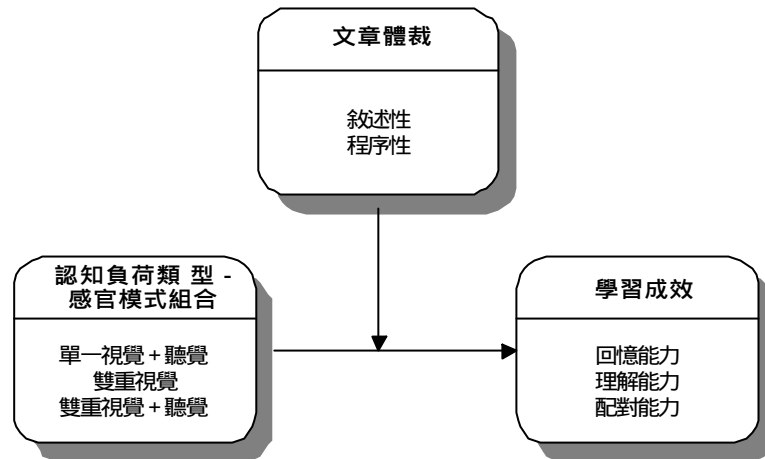 文章體裁
敘述性
程序性
認知負荷類 型 -
感官模式組合
單一視覺 + 聽覺
雙重視覺
雙重視覺 + 聽覺
學習成效
回憶能力
理解能力
配對能力